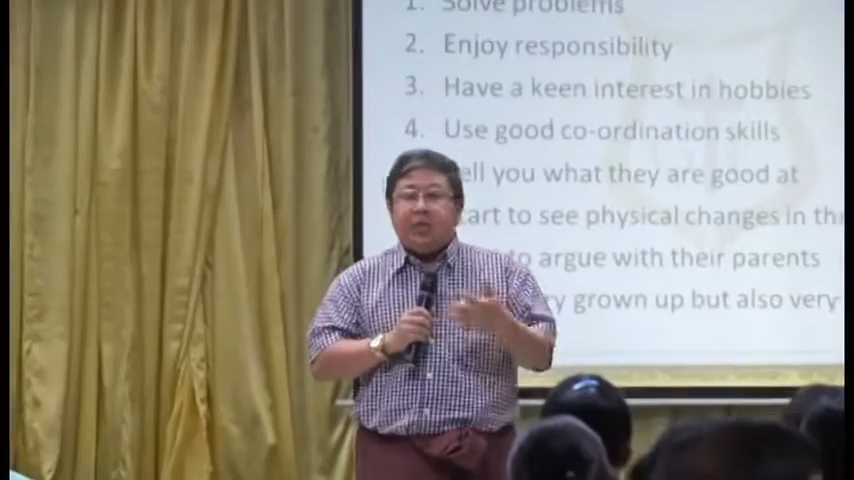 1. Solve problems
2. Enjoy responsibility
3. Have a keen interest in hobbies
4. Use good co-ordination skills
ell you what they are good at
tart to see physical changes in th
to argue with their parents
ry grown up but also very